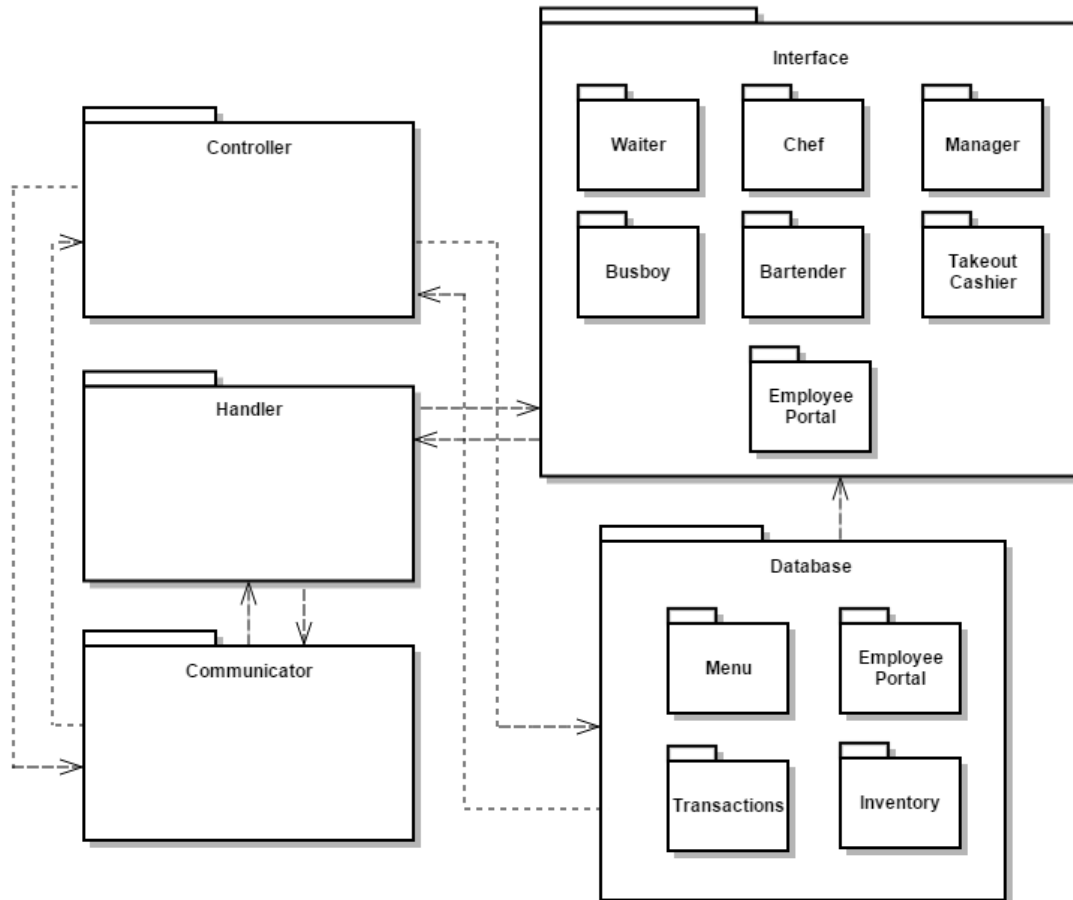 Interface
Waiter
Chef
Manager
Controller
Busboy
Bartender
Takeout
Cashier
Handler
Employee
Portal
Database
Communicator
Menu
Employee
Portal
Transactions
Inventory